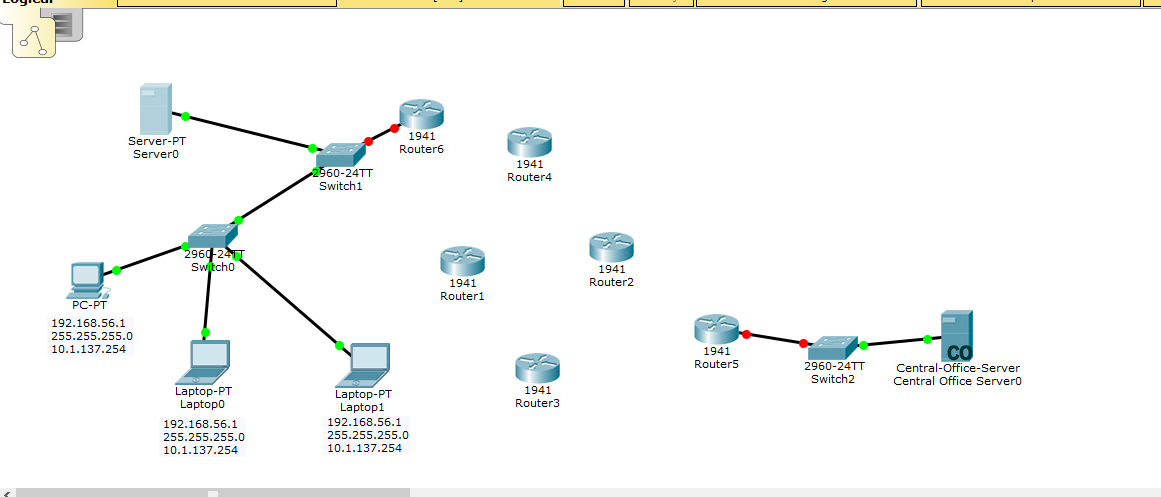 Logical
Server-PT
Server0
1941
Router6
2960-24TT
Switch1
1941
Router4
2960-24TT
Switch0
PC-PT
192.168.56.1
255.255.255.0
10.1.137.254
Laptop-PT
Laptop0
192.168.56.1
255.255.255.0
10.1.137.254
Laptop-PT
Laptop1
192.168.56.1
255.255.255.0
10.1.137.254
1941
Router1
1941
Router2
1941
Router3
1941
Router5
2960-24TT
Switch2
CO
Central-Office-Server
Central Office Server0